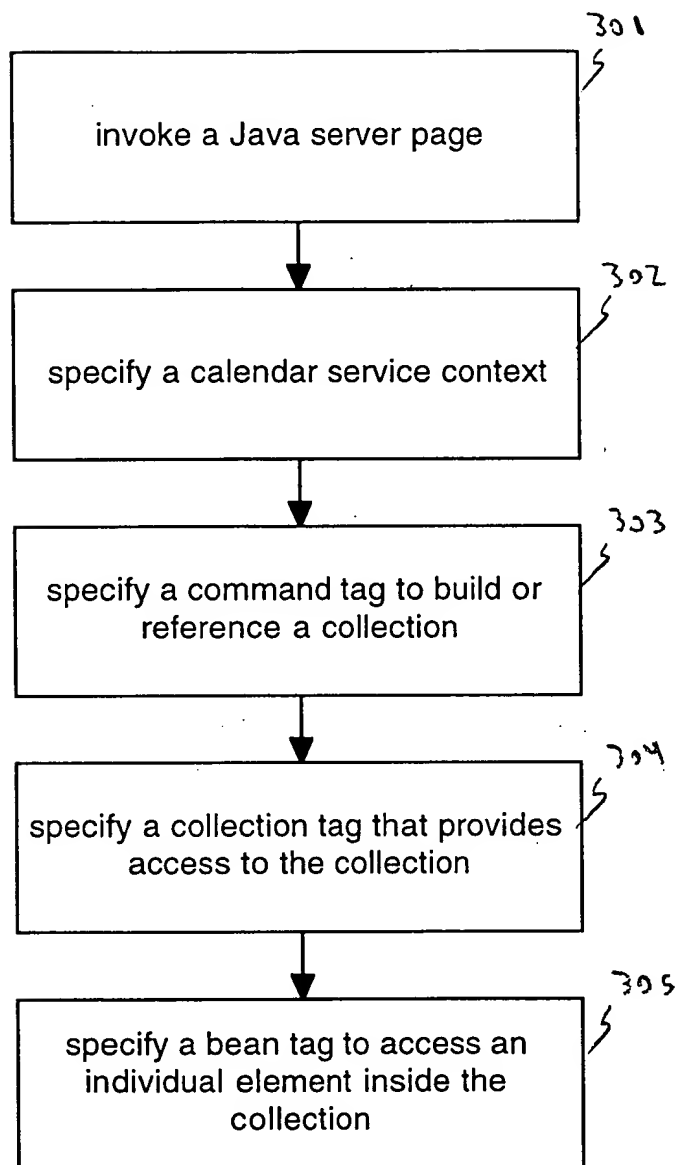 301
invoke a Java server page
302
specify a calendar service context
303
specify a command tag to build or
reference a collection
304
specify a collection tag that provides
access to the collection
305
specify a bean tag to access an
individual element inside the
collection